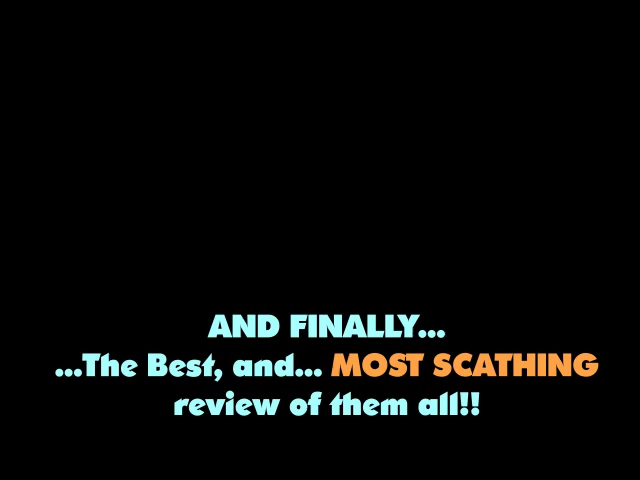 AND FINALLY...
...The Best, and... MOST SCATHING
review of them all!!